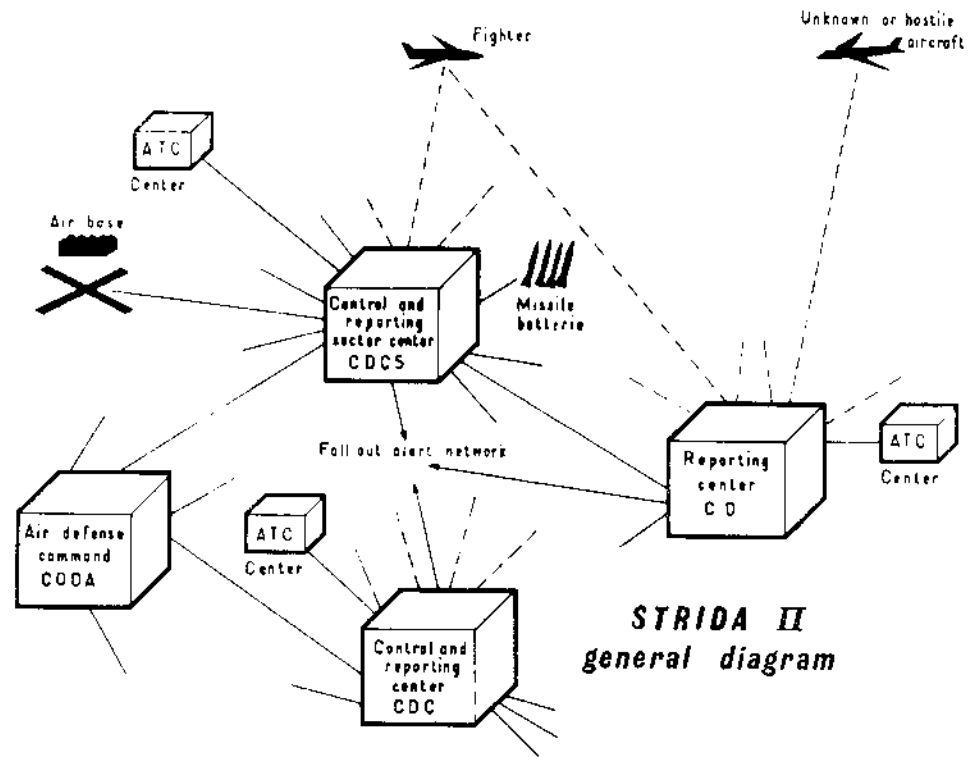 Fighter
Unknown or hostile
aircraft
ATC
Center
Air base
Control and
reporting
sector center
CDCS
Missile
batterie
Fall out alert network
Reporting
center
CD
ATC
Center
Air defense
command
CODA
ATC
Center
Control and
reporting
center
CDC
STRIDA II
general diagram